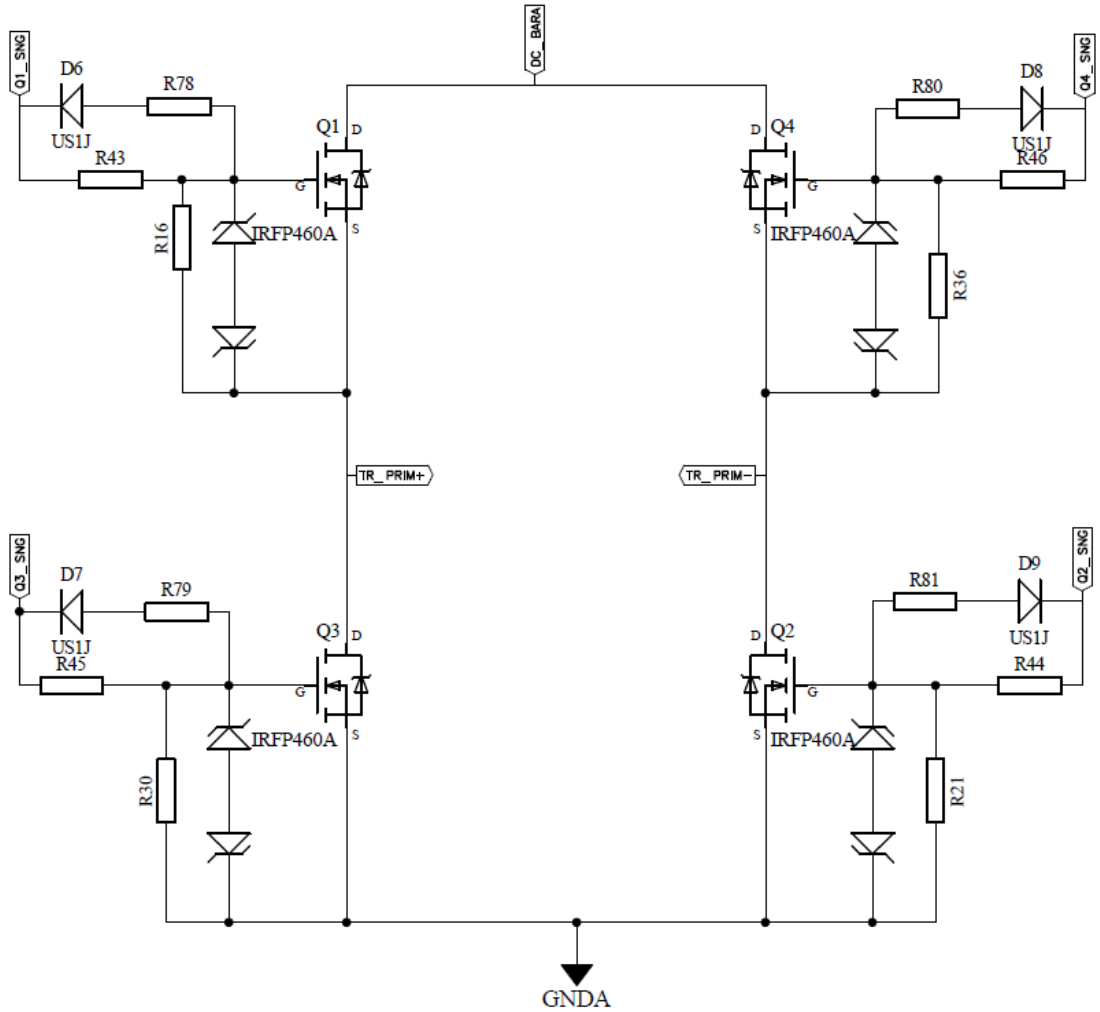 DC_BARA
Q1_SNG
D6
R78
US1J
R43
R16
Q1
D
G
S
IRFP460A
Q4_SNG
R80
D8
US1J
R46
Q4
D
G
S
IRFP460A
R36
TR_PRIM+
TR_PRIM-
Q3_SNG
D7
R79
US1J
R45
R30
Q3
D
G
S
IRFP460A
Q2_SNG
R81
D9
US1J
R44
Q2
D
G
S
IRFP460A
R21
GNDA